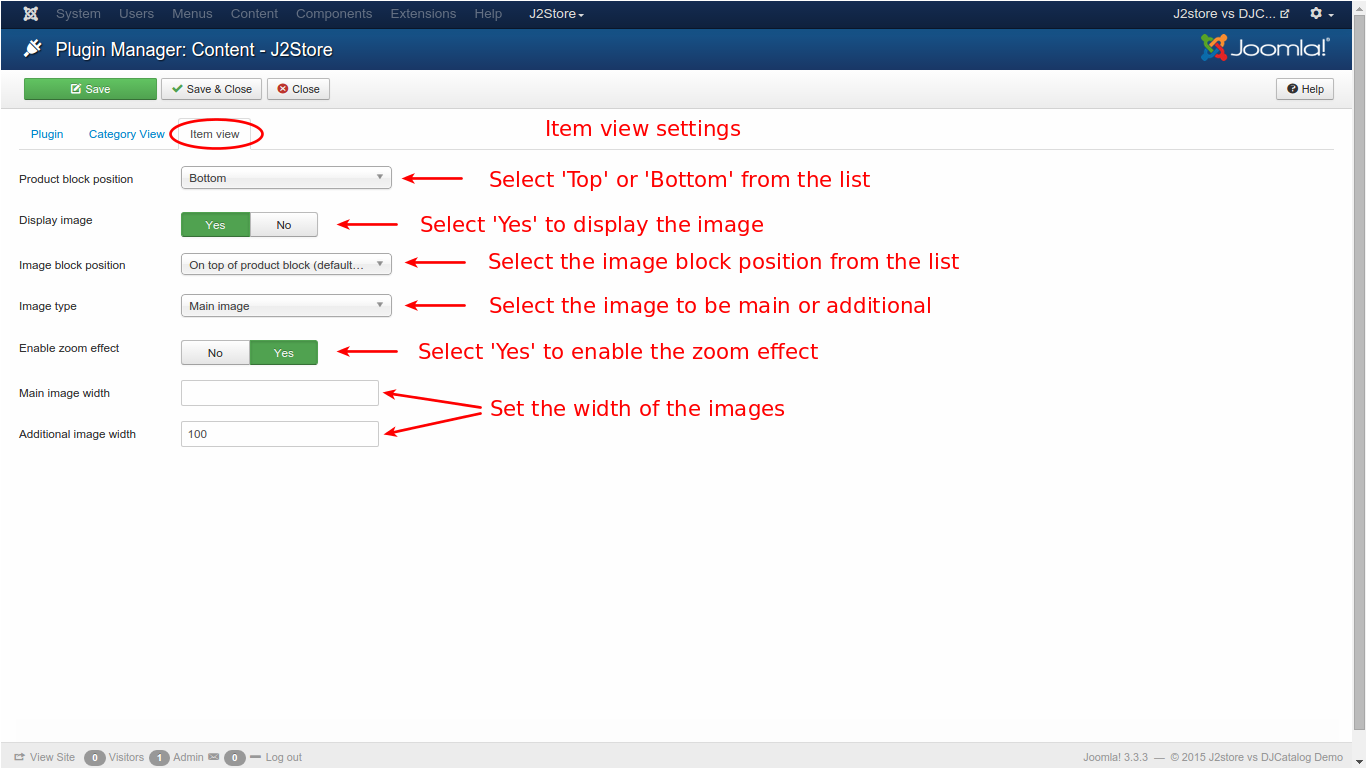 System Users Menus Content Components Extensions Help J2Store J2store vs DJC...
Plugin Manager: Content - J2Store Joomla!®
Save Save & Close Close Help
Plugin Category View Item view Item view settings
Product block position Bottom Select 'Top' or 'Bottom' from the list
Display image Yes No Select 'Yes' to display the image
Image block position On top of product block (default... Select the image block position from the list
Image type Main image Select the image to be main or additional
Enable zoom effect No Yes Select 'Yes' to enable the zoom effect
Main image width
Set the width of the images
Additional image width 100
View Site 0 Visitors 1 Admin 0 Log out Joomla! 3.3.3 — © 2015 J2store vs DJCatalog Demo